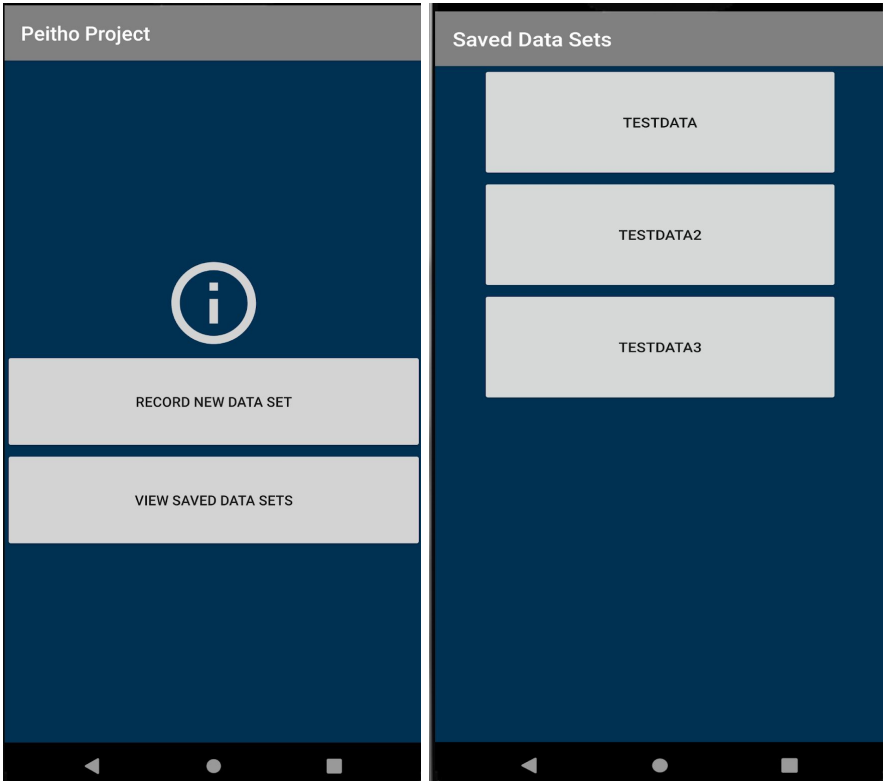 Peitho Project
RECORD NEW DATA SET
VIEW SAVED DATA SETS
Saved Data Sets
TESTDATA
TESTDATA2
TESTDATA3